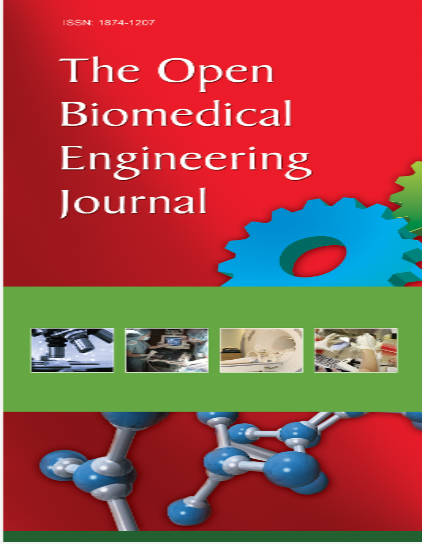 ISSN: 1874-1207
The Open
Biomedical
Engineering
Journal